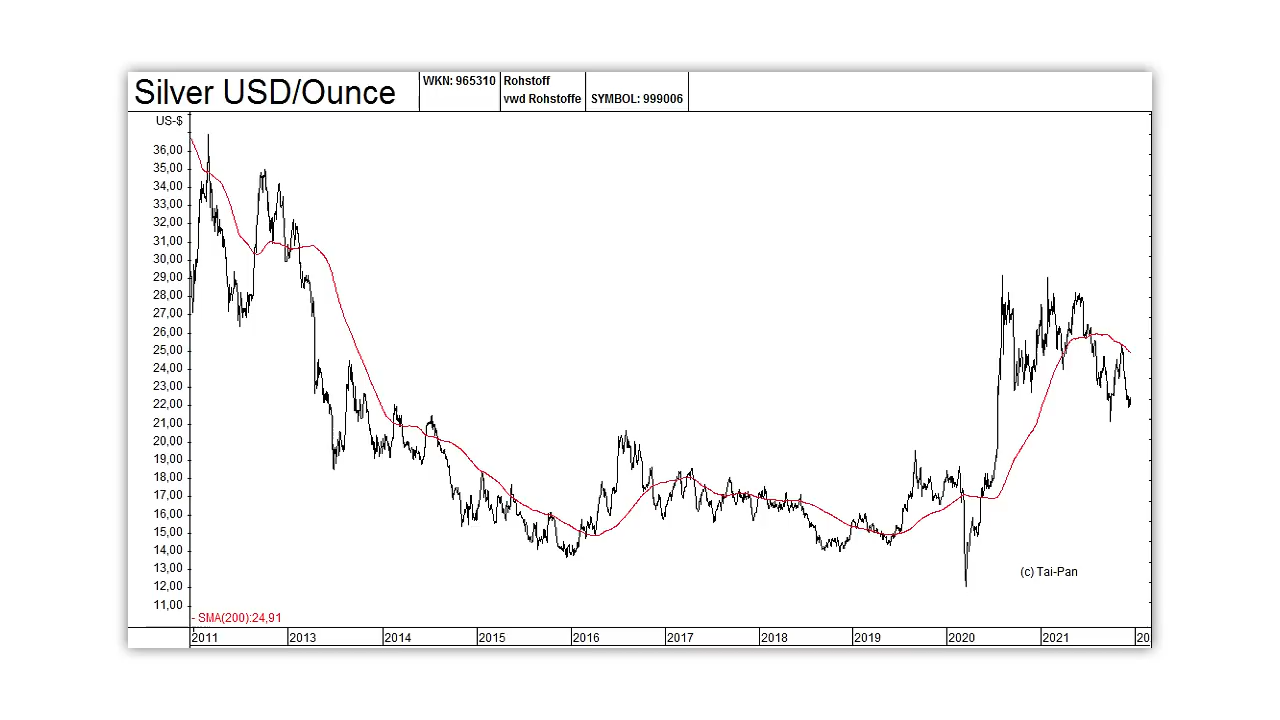 Silver USD/Ounce
WKN: 965310
Rohstoff
vwd Rohstoffe
SYMBOL: 999006
US-$
36,00
35,00
34,00
33,00
32,00
31,00
30,00
29,00
28,00
27,00
26,00
25,00
24,00
23,00
22,00
21,00
20,00
19,00
18,00
17,00
16,00
15,00
14,00
13,00
12,00
11,00
(c) Tai-Pan
- SMA(200):24,91
2011 2013 2014 2015 2016 2017 2018 2019 2020 2021 20